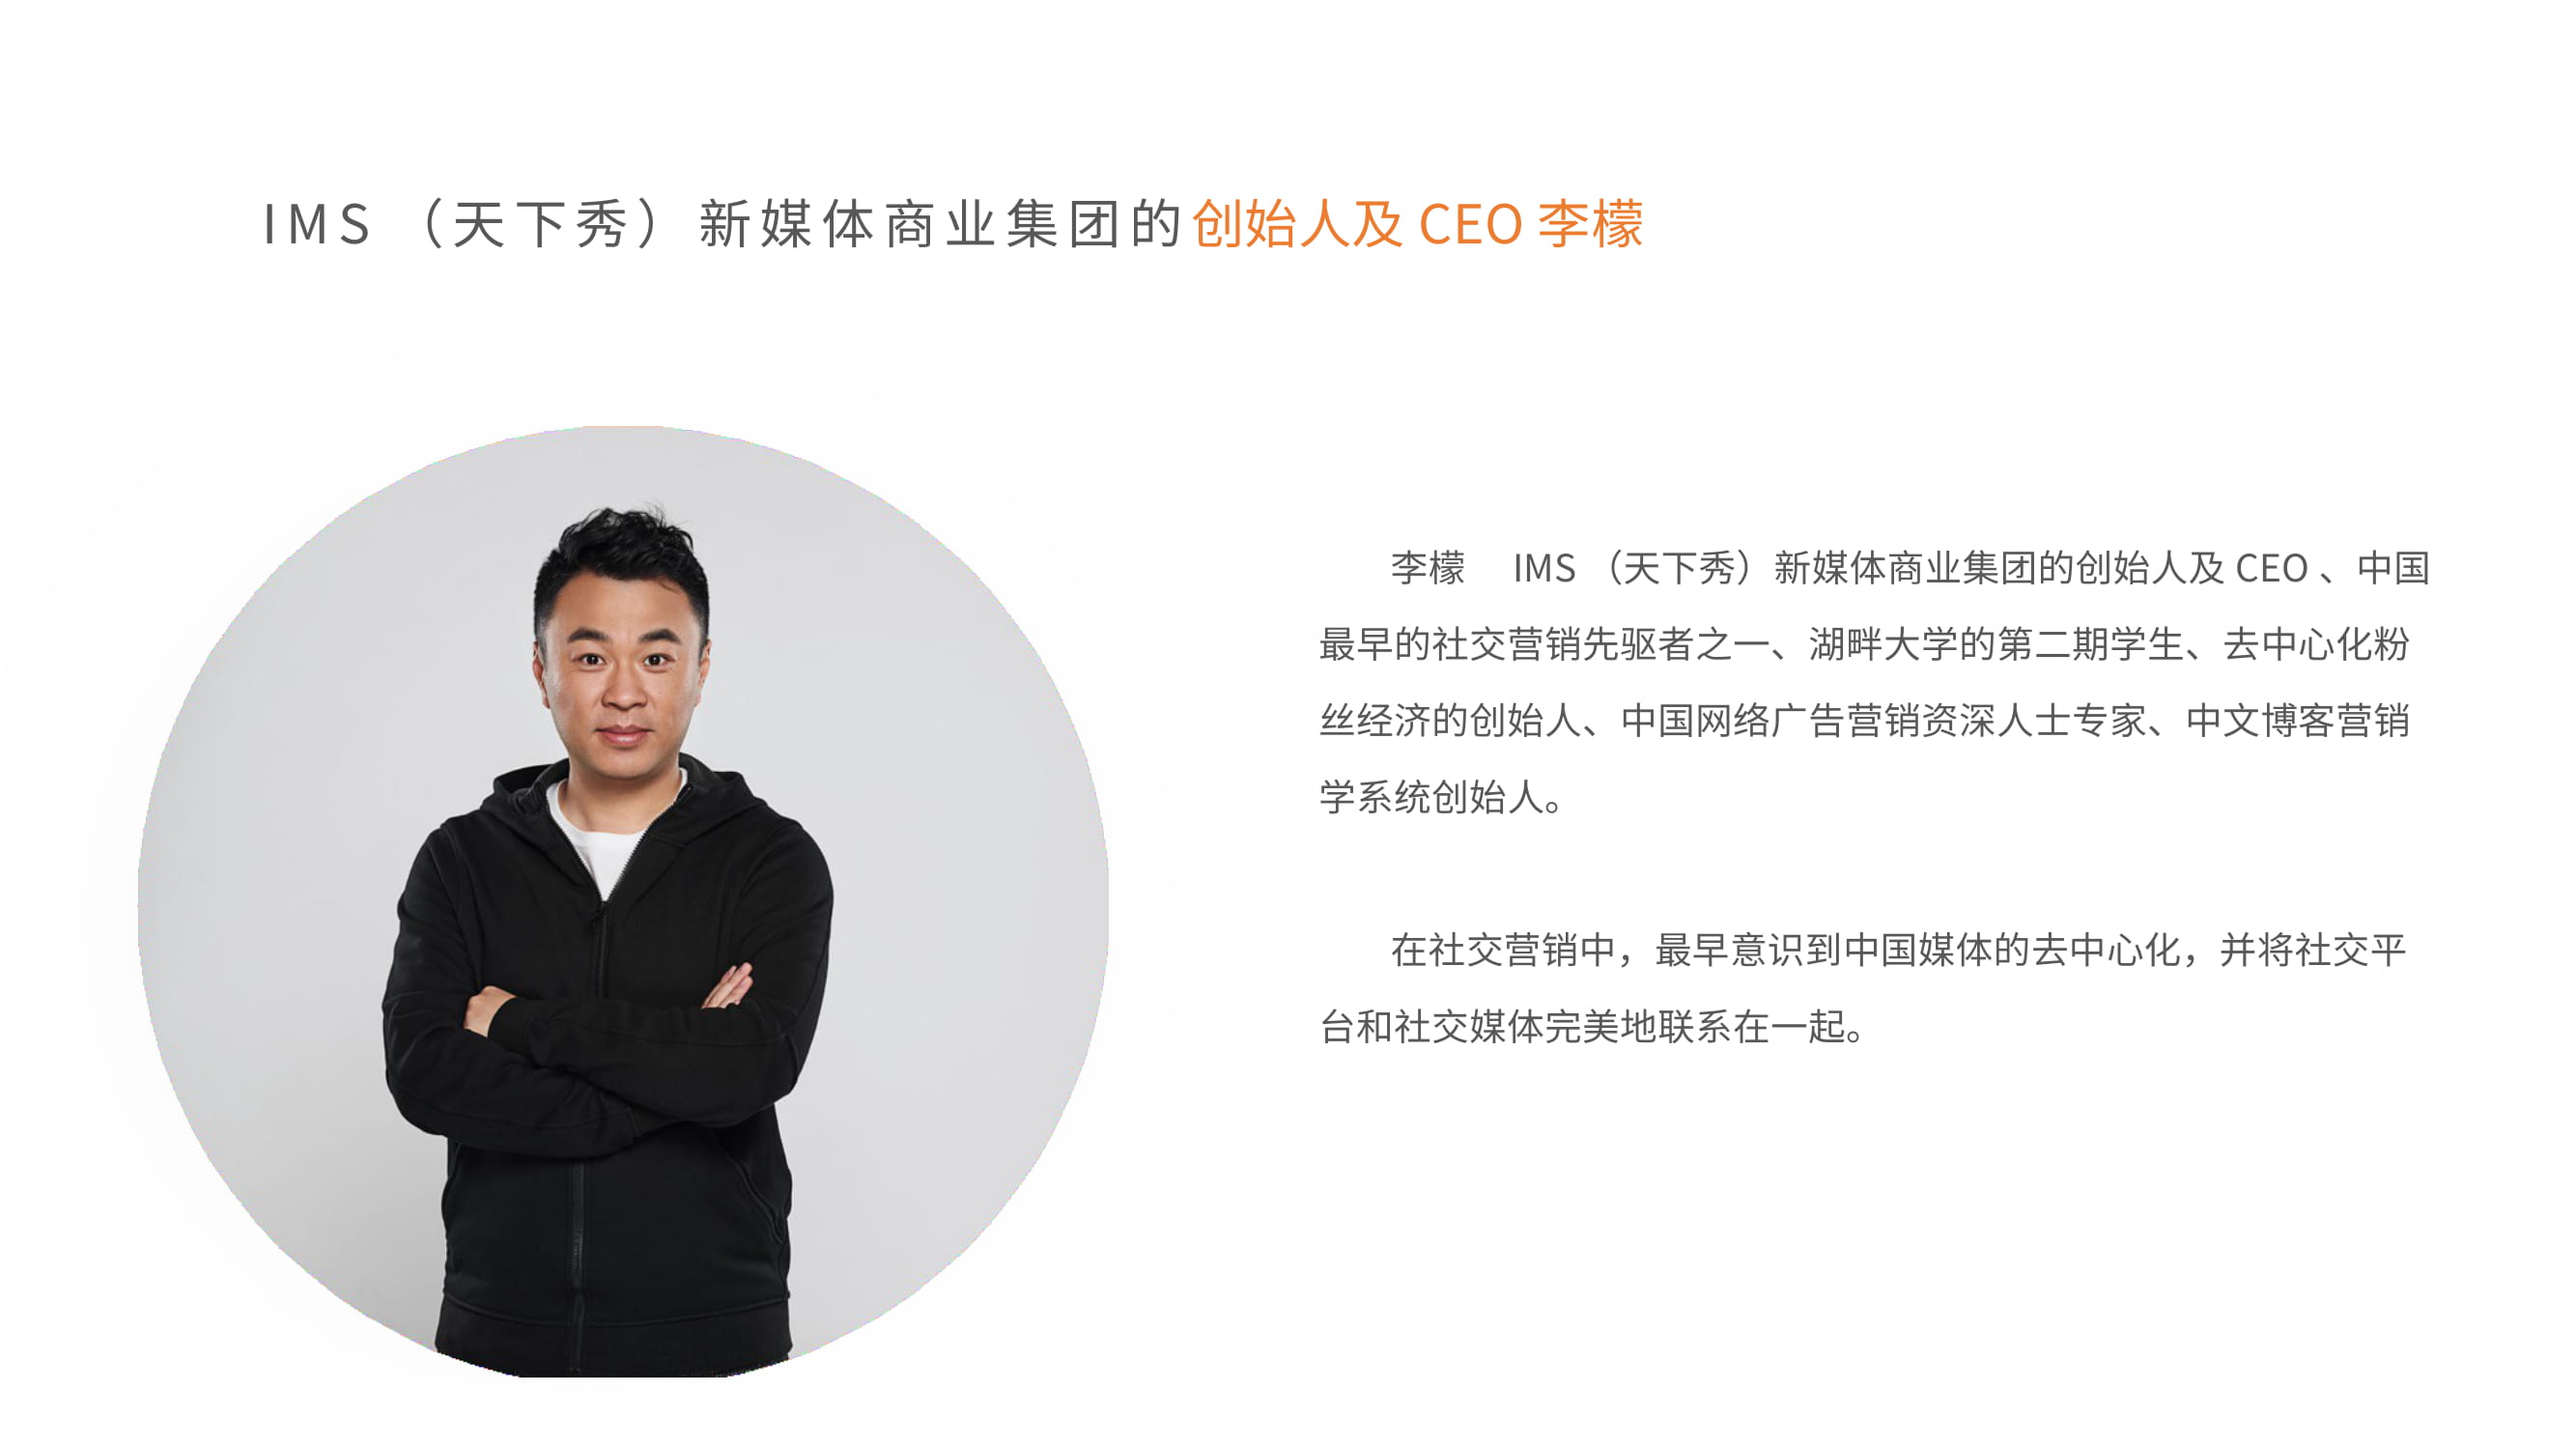 IMS（天下秀）新媒体商业集团的创始人及 CEO 李檬
李檬 IMS（天下秀）新媒体商业集团的创始人及 CEO 、中国
最早的社交营销先驱者之一、湖畔大学的第二期学生、去中心化粉
丝经济的创始人、中国网络广告营销资深人士专家、中文博客营销
学系统创始人。
在社交营销中，最早意识到中国媒体的去中心化，并将社交平
台和社交媒体完美地联系在一起。